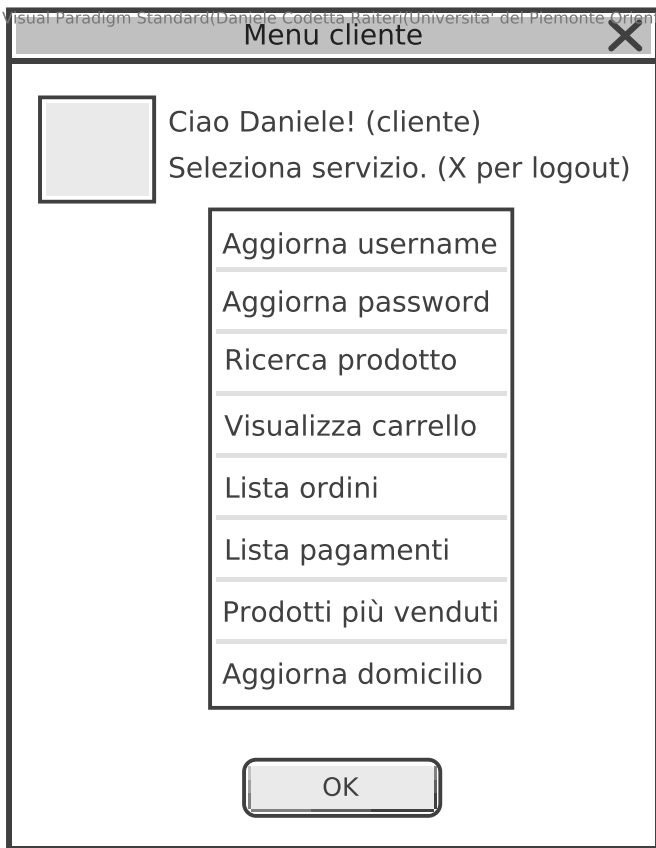 Visual Paradigm Standard(Daniele Codetta Raiteri(Universita' del Piemonte Orient
Menu cliente
Ciao Daniele! (cliente)
Seleziona servizio. (X per logout)
Aggiorna username
Aggiorna password
Ricerca prodotto
Visualizza carrello
Lista ordini
Lista pagamenti
Prodotti più venduti
Aggiorna domicilio
OK